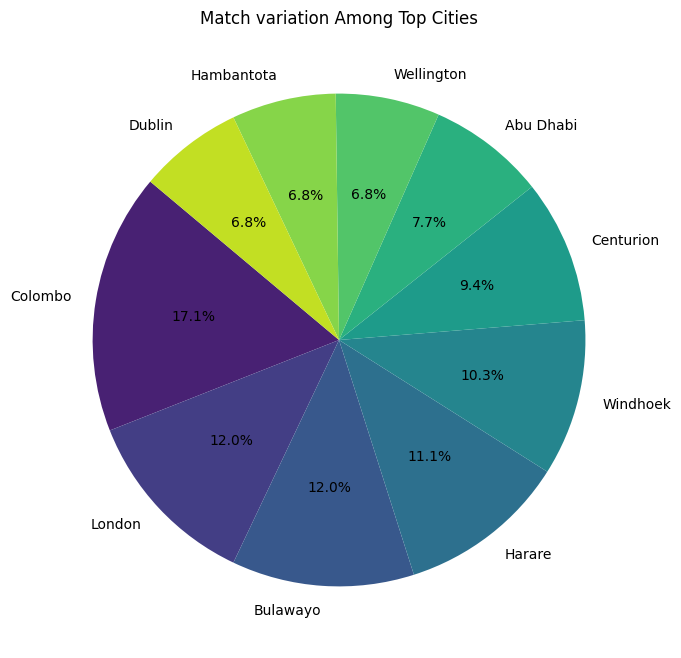 Match variation Among Top Cities
Colombo
17.1%
London
12.0%
Bulawayo
12.0%
Harare
11.1%
Windhoek
10.3%
Centurion
9.4%
Abu Dhabi
7.7%
Wellington
6.8%
Hambantota
6.8%
Dublin
6.8%